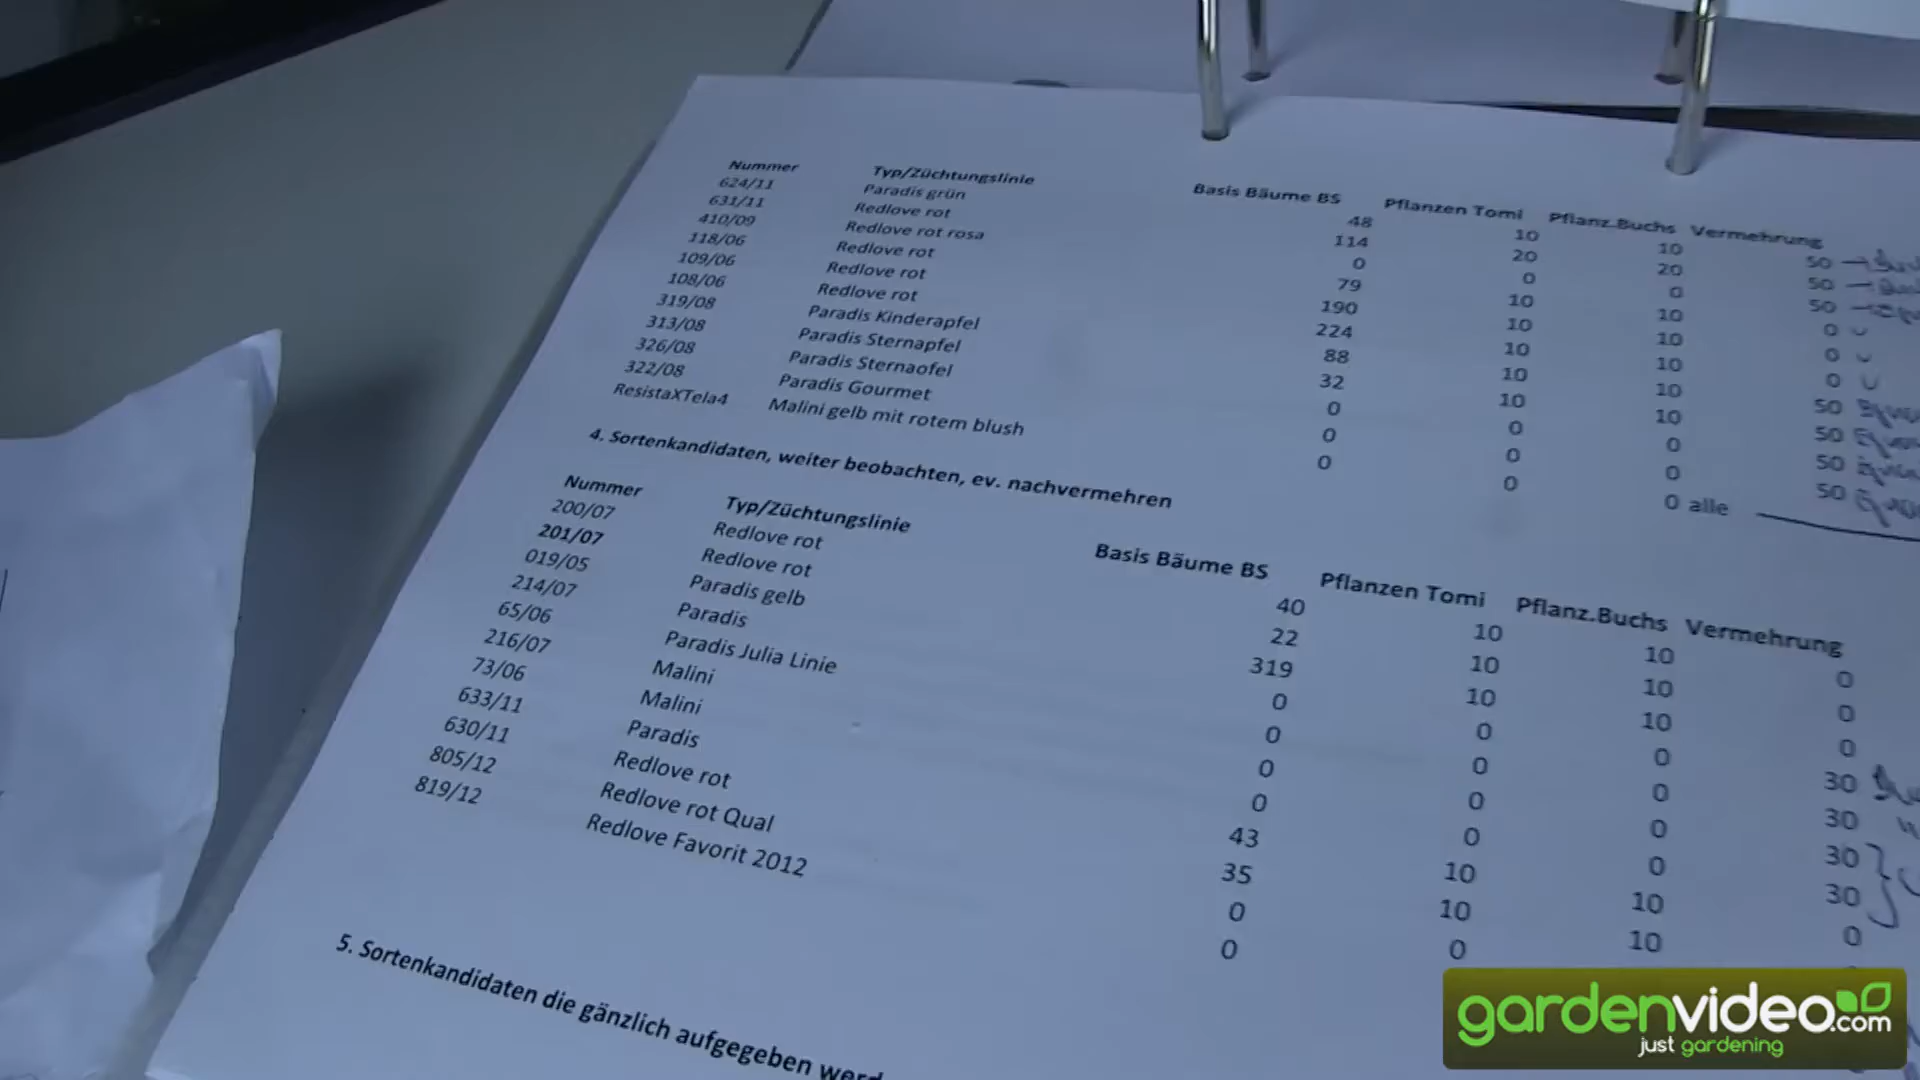 Nummer Typ/Züchtungslinie Basis Bäume BS Pflanzen Tomi Pflanz.Buchs Vermehrung
624/11 Paradis grün 48 10 10 50
631/11 Redlove rot 114 20 20 50
410/09 Redlove rot rosa 0 0 0 50
118/06 Redlove rot 79 10 10 0
109/06 Redlove rot 190 10 10 0
108/06 Redlove rot 224 10 10 0
319/08 Paradis Kinderapfel 88 10 10 50
313/08 Paradis Sternapfel 32 10 10 50
326/08 Paradis Sternaofel 0 0 0 50
322/08 Paradis Gourmet 0 0 0 50
ResistaXTela4 Malini gelb mit rotem blush 0 0 0 alle
4. Sortenkandidaten, weiter beobachten, ev. nachvermehren
Nummer Typ/Züchtungslinie Basis Bäume BS Pflanzen Tomi Pflanz.Buchs Vermehrung
200/07 Redlove rot 40 10 10 0
201/07 Redlove rot 22 10 10 0
019/05 Paradis gelb 319 10 10 0
214/07 Paradis 0 0 0 30
65/06 Paradis Julia Linie 0 0 0 30
216/07 Malini 0 0 0 30
73/06 Malini 0 0 0 30
633/11 Paradis 43 10 10 0
630/11 Redlove rot 35 10 10
805/12 Redlove rot Qual 0 0
819/12 Redlove Favorit 2012 0
5. Sortenkandidaten die gänzlich aufgegeben
gardenvideo.com
just gardening